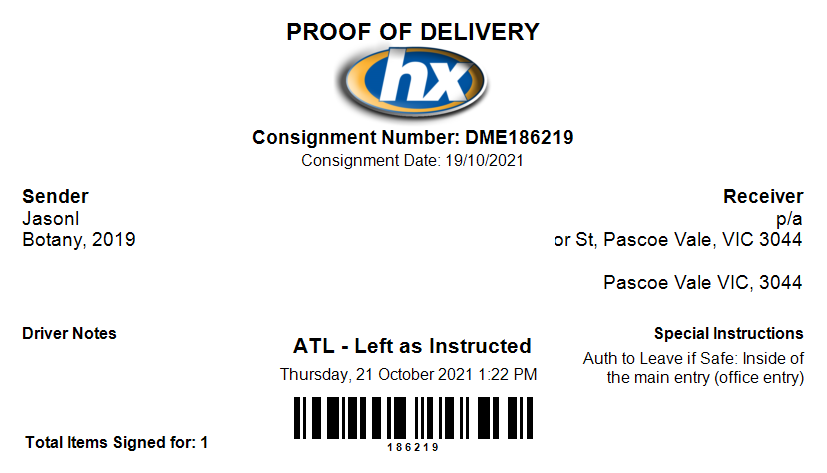 PROOF OF DELIVERY
hx
Consignment Number: DME186219
Consignment Date: 19/10/2021
Sender
JasonI
Botany, 2019
Receiver
p/a
or St, Pascoe Vale, VIC 3044
Pascoe Vale VIC, 3044
Driver Notes
ATL - Left as Instructed
Thursday, 21 October 2021 1:22 PM
Special Instructions
Auth to Leave if Safe: Inside of
the main entry (office entry)
186219
Total Items Signed for: 1